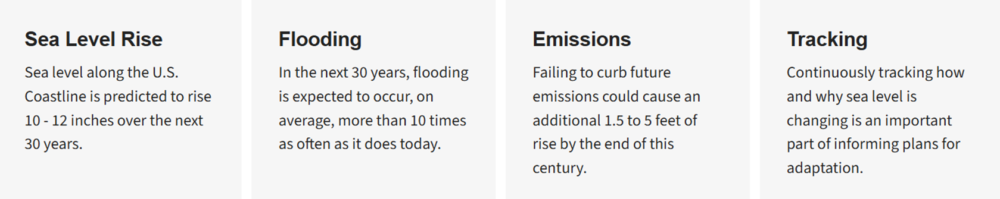 Sea Level Rise
Sea level along the U.S.
Coastline is predicted to rise
10 - 12 inches over the next
30 years.
Flooding
In the next 30 years, flooding
is expected to occur, on
average, more than 10 times
as often as it does today.
Emissions
Failing to curb future
emissions could cause an
additional 1.5 to 5 feet of
rise by the end of this
century.
Tracking
Continuously tracking how
and why sea level is
changing is an important
part of informing plans for
adaptation.